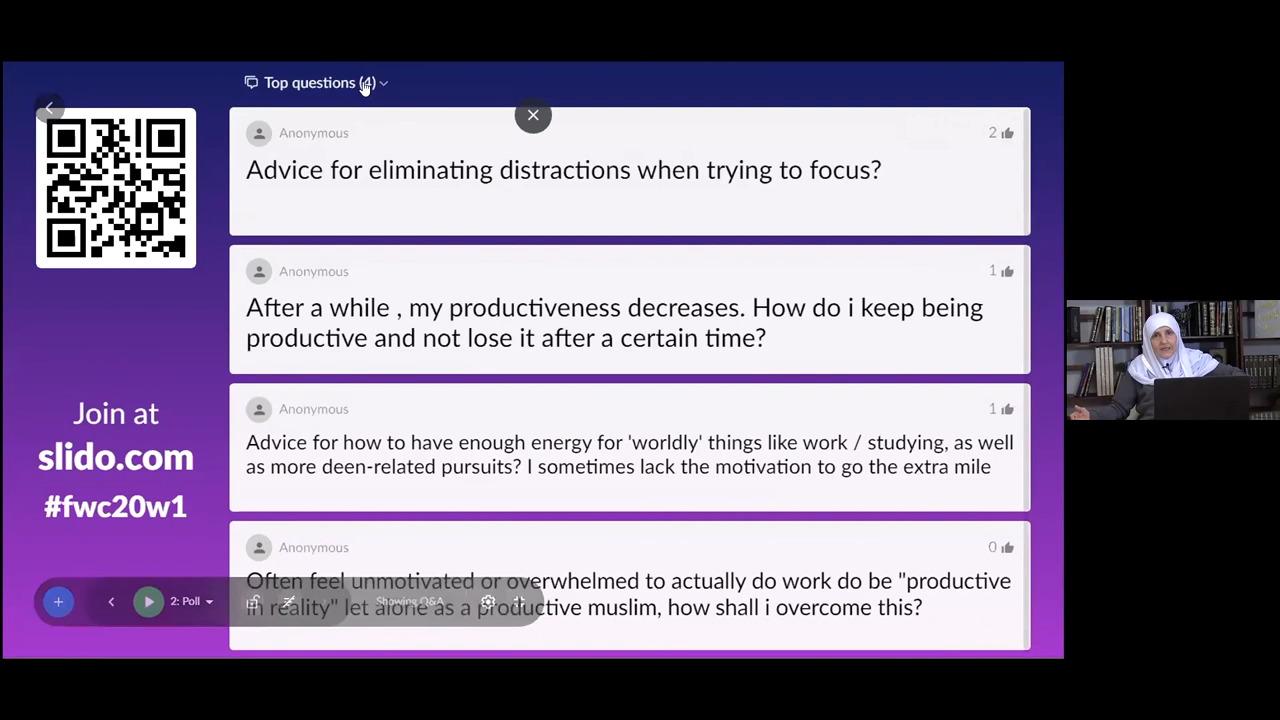 Top questions (4)
Anonymous
2
Advice for eliminating distractions when trying to focus?
Anonymous
1
After a while , my productiveness decreases. How do i keep being
productive and not lose it after a certain time?
Anonymous
1
Advice for how to have enough energy for 'worldly' things like work / studying, as well
as more deen-related pursuits? I sometimes lack the motivation to go the extra mile
Anonymous
0
Often feel unmotivated or overwhelmed to actually do work do be "productive
in reality" let alone as a productive muslim, how shall i overcome this?
Join at
slido.com
#fwc20w1
2: Poll
Showing Q&A